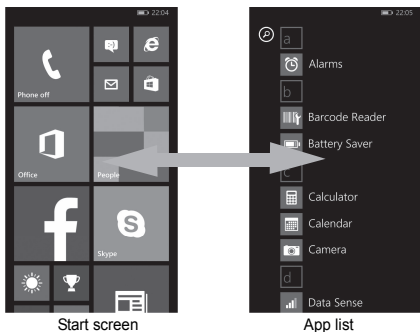 22:04
Phone off
Office
People
Skype
Start screen
22:05
a
Alarms
b
Barcode Reader
Battery Saver
c
Calculator
Calendar
Camera
d
Data Sense
App list